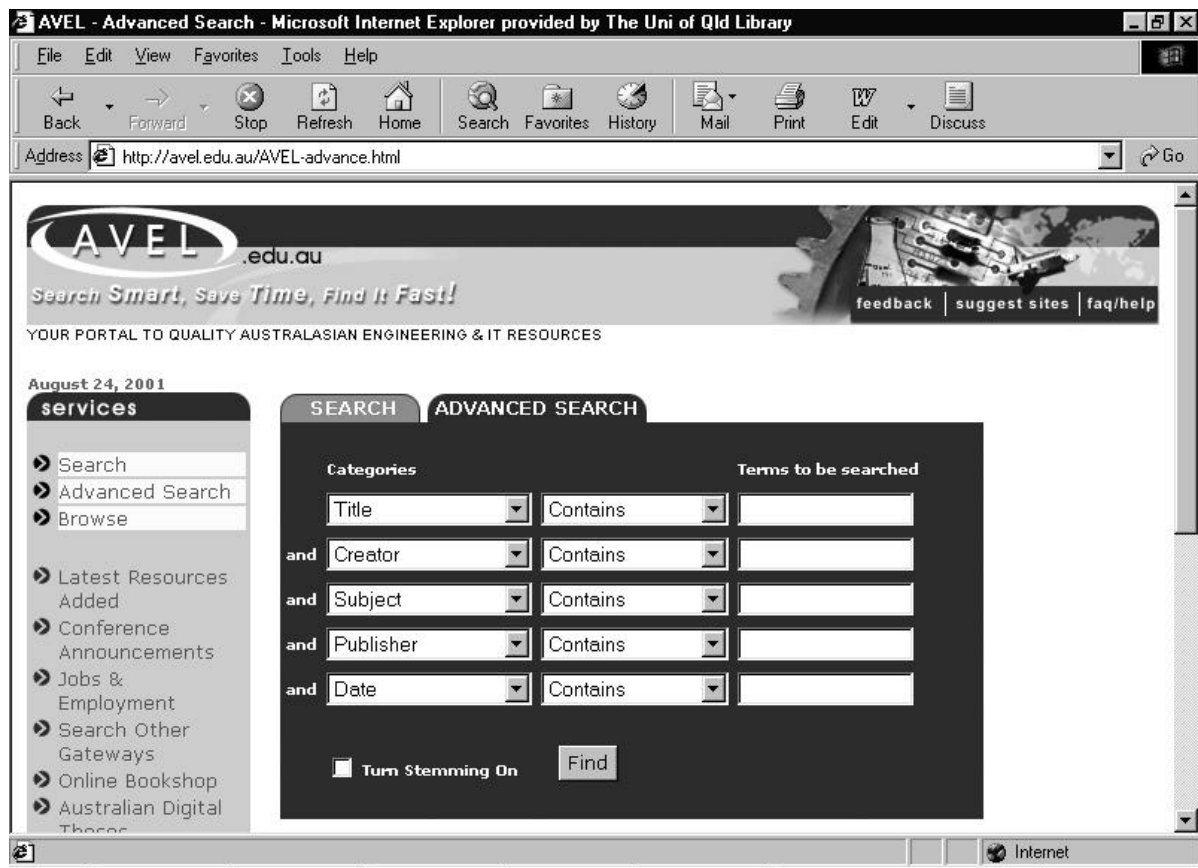 AVEL - Advanced Search - Microsoft Internet Explorer provided by The Uni of Qld Library
File Edit View Favorites Tools Help
Back Forward Stop Refresh Home Search Favorites History Mail Print Edit Discuss
Address http://avel.edu.au/AVEL-advance.html Go
AVEL .edu.au
Search Smart, Save Time, Find It Fast!
feedback | suggest sites | faq/help
YOUR PORTAL TO QUALITY AUSTRALASIAN ENGINEERING & IT RESOURCES
August 24, 2001
services
Search
Advanced Search
Browse
Latest Resources
Added
Conference
Announcements
Jobs &
Employment
Search Other
Gateways
Online Bookshop
Australian Digital
Theses
SEARCH ADVANCED SEARCH
Categories Terms to be searched
Title Contains
and Creator Contains
and Subject Contains
and Publisher Contains
and Date Contains
Turn Stemming On Find
Internet